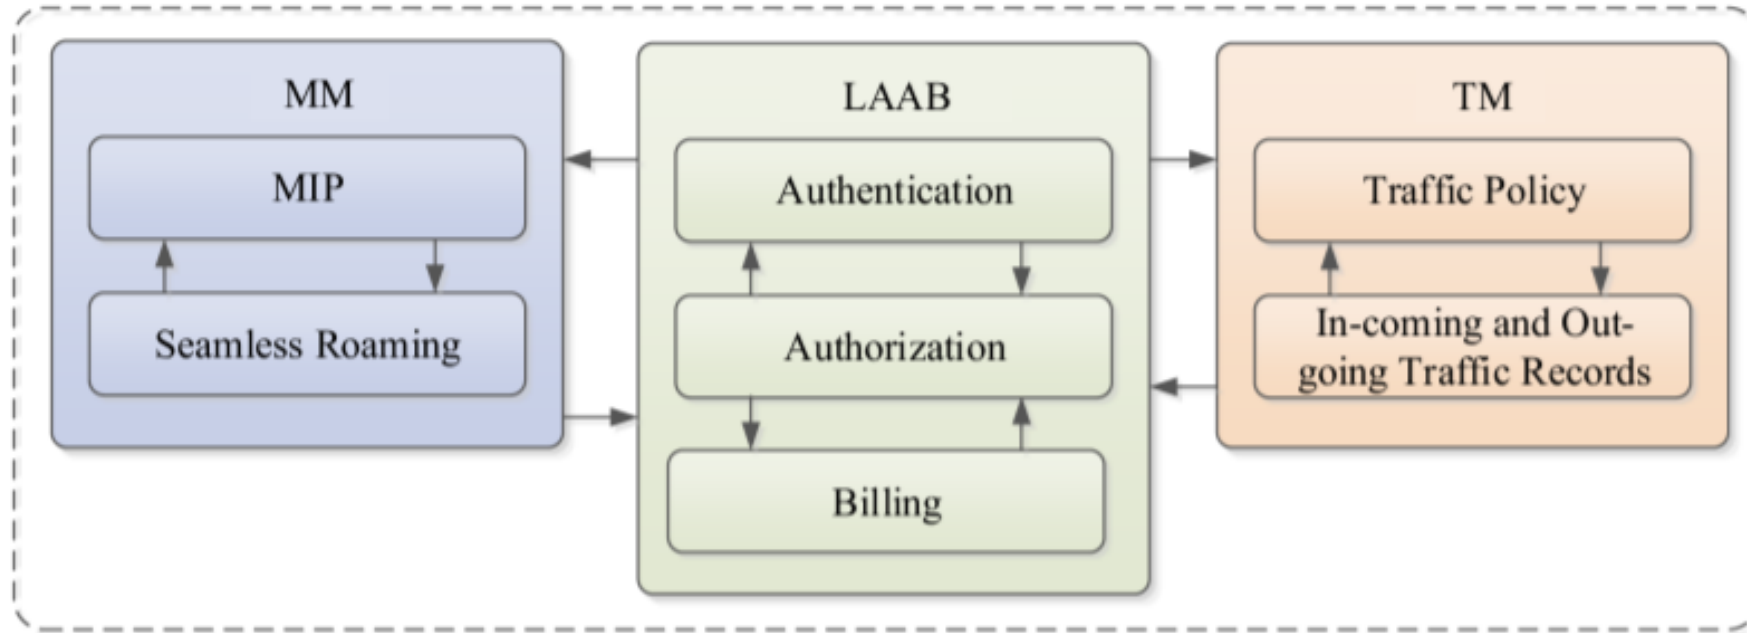 MM
MIP
Seamless Roaming
LAAB
Authentication
Authorization
Billing
TM
Traffic Policy
In-coming and Out-
going Traffic Records